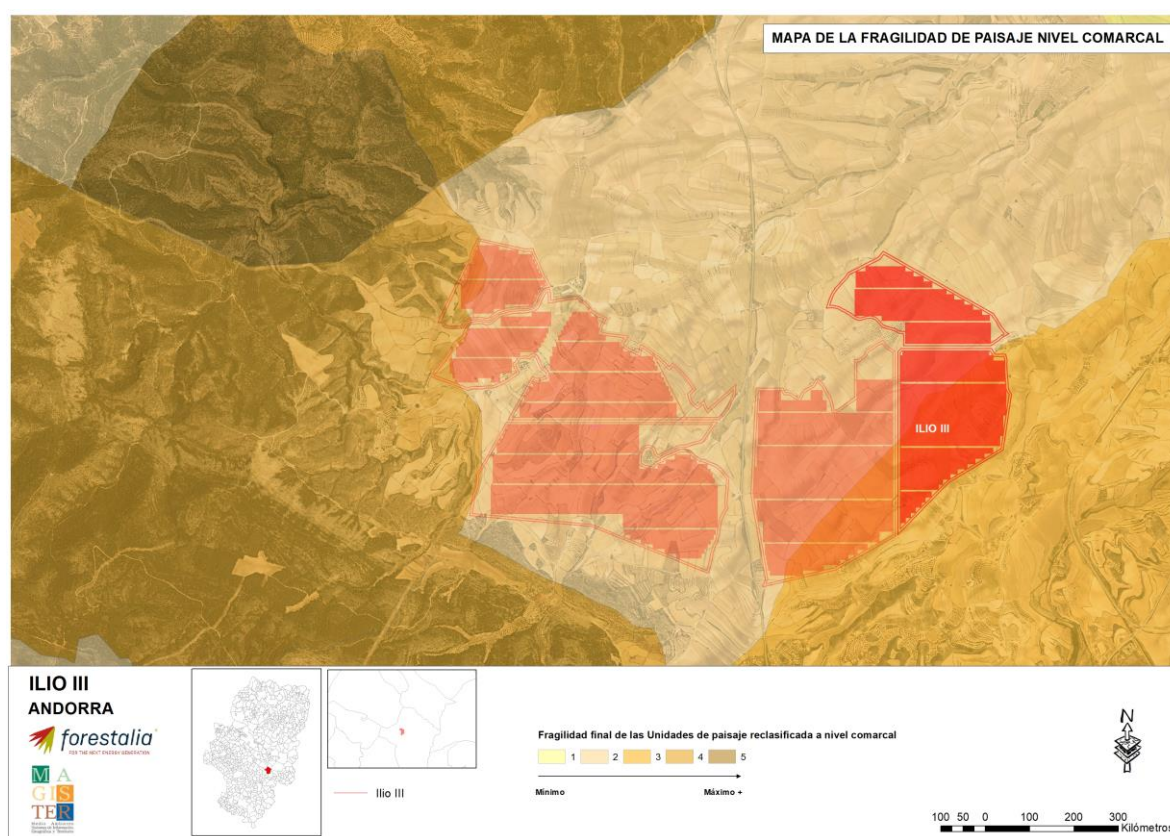 MAPA DE LA FRAGILIDAD DE PAISAJE NIVEL COMARCAL
ILIO III
ILIO III
ANDORRA
forestalia
FOR THE NEXT ENERGY GENERATION
MA
GIS
TER
Ilio III
Fragilidad final de las Unidades de paisaje reclasificada a nivel comarcal
1 2 3 4 5
Mínimo Máximo +
N
100 50 0 100 200 300
Kilómetro